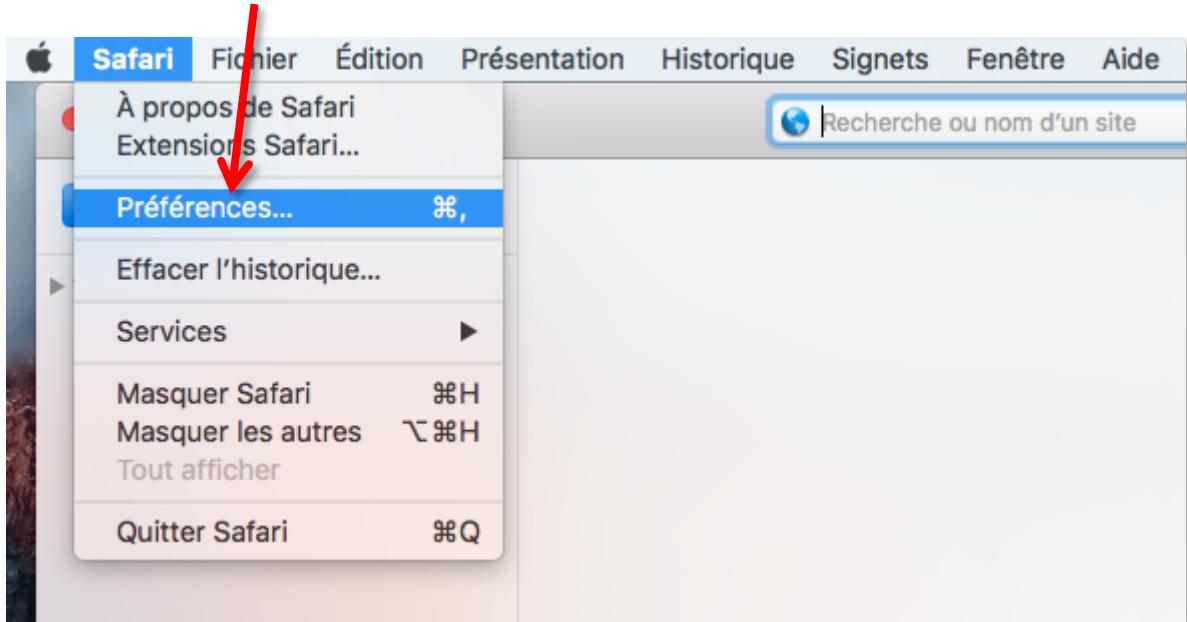 Safari Fichier Édition Présentation Historique Signets Fenêtre Aide
À propos de Safari
Recherche ou nom d'un site
Extensions Safari...
Préférences... ⌘,
Effacer l'historique...
Services ▶
Masquer Safari ⌘H
Masquer les autres ⌥⌘H
Tout afficher
Quitter Safari ⌘Q